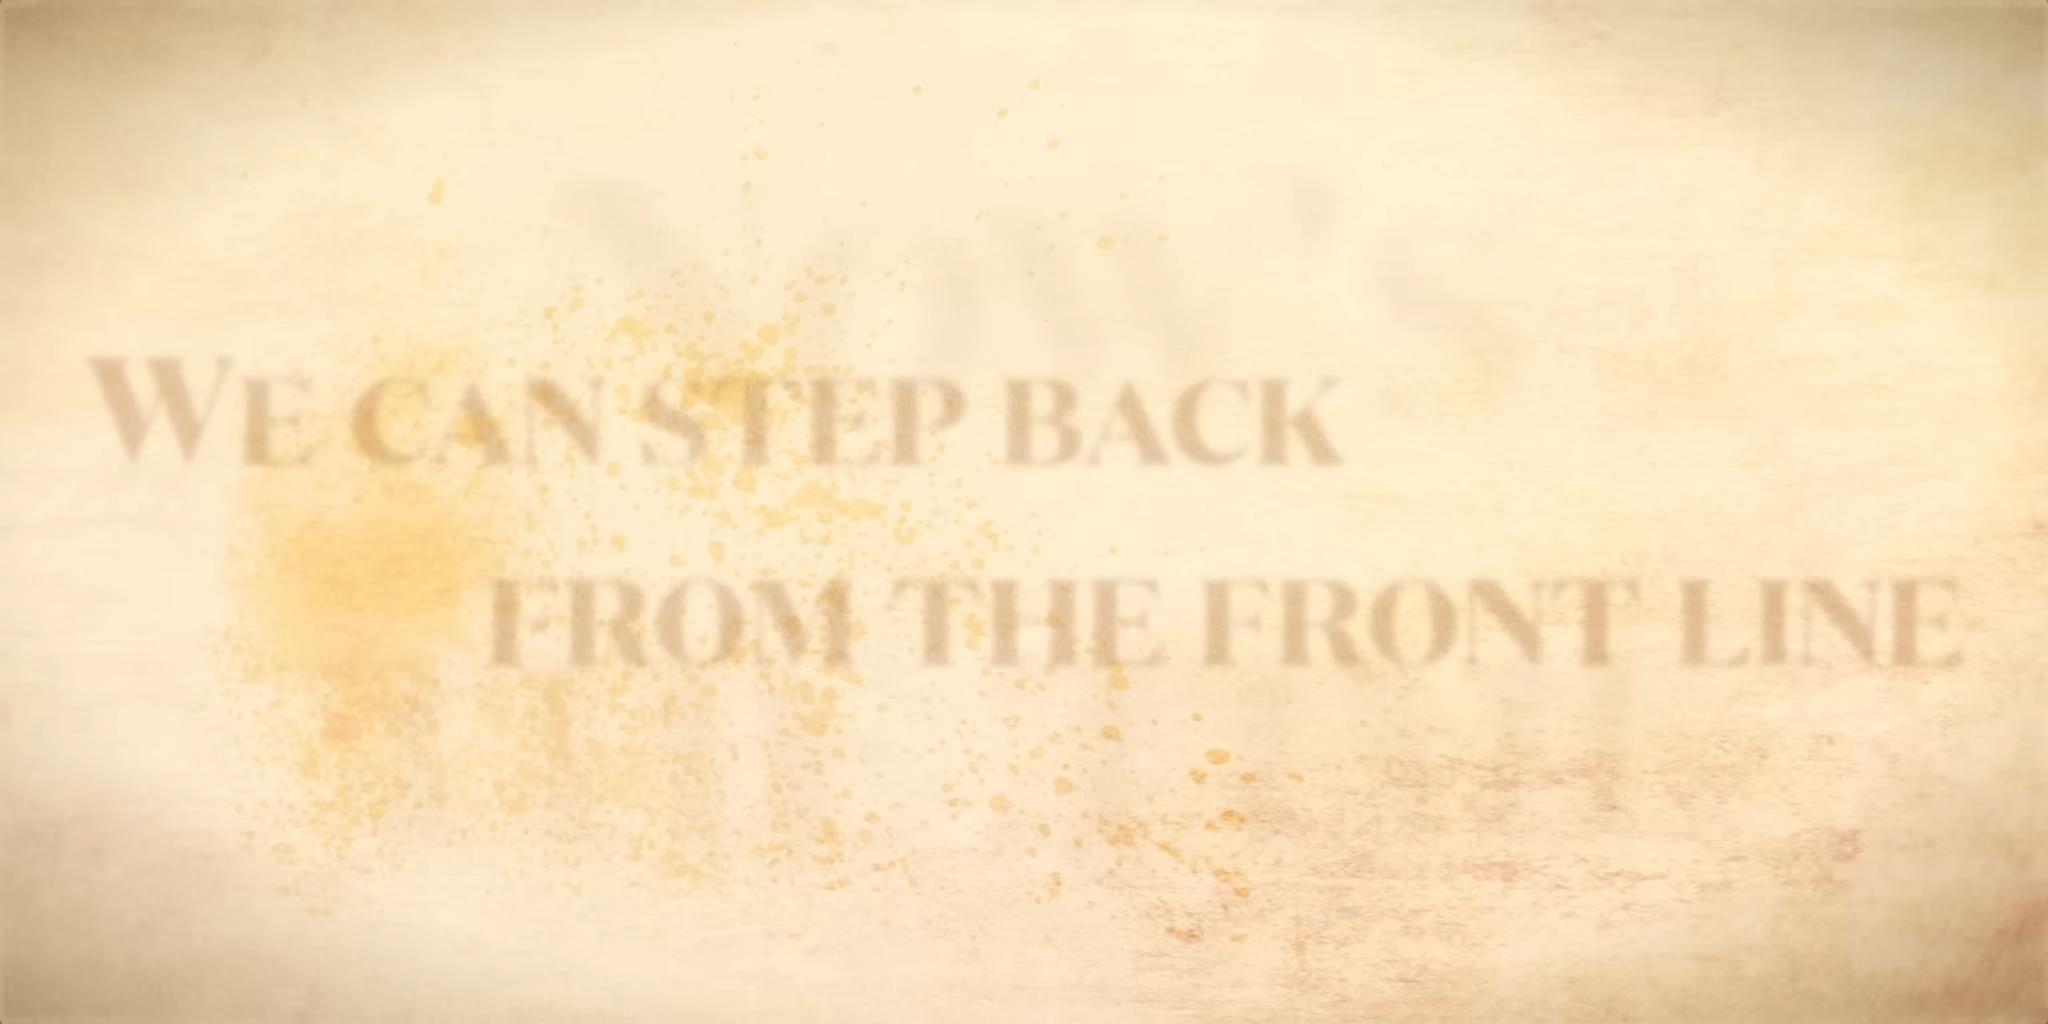 We can step back
from the front line